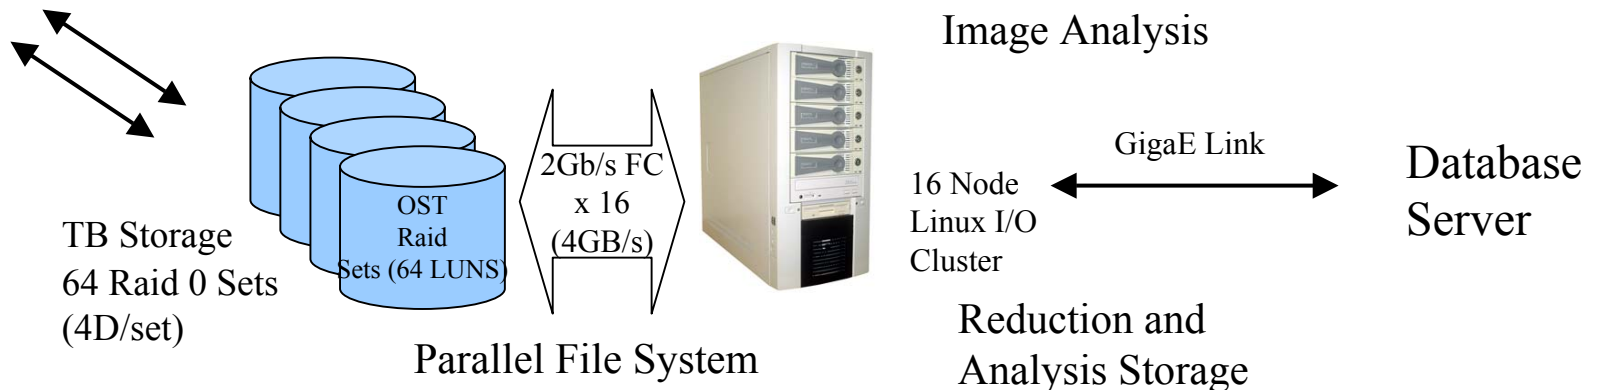 Image Analysis
GigaE Link
Database
Server
2Gb/s FC
x 16
(4GB/s)
16 Node
Linux I/O
Cluster
OST
Raid
Sets (64 LUNS)
TB Storage
64 Raid 0 Sets
(4D/set)
Parallel File System
Reduction and
Analysis Storage